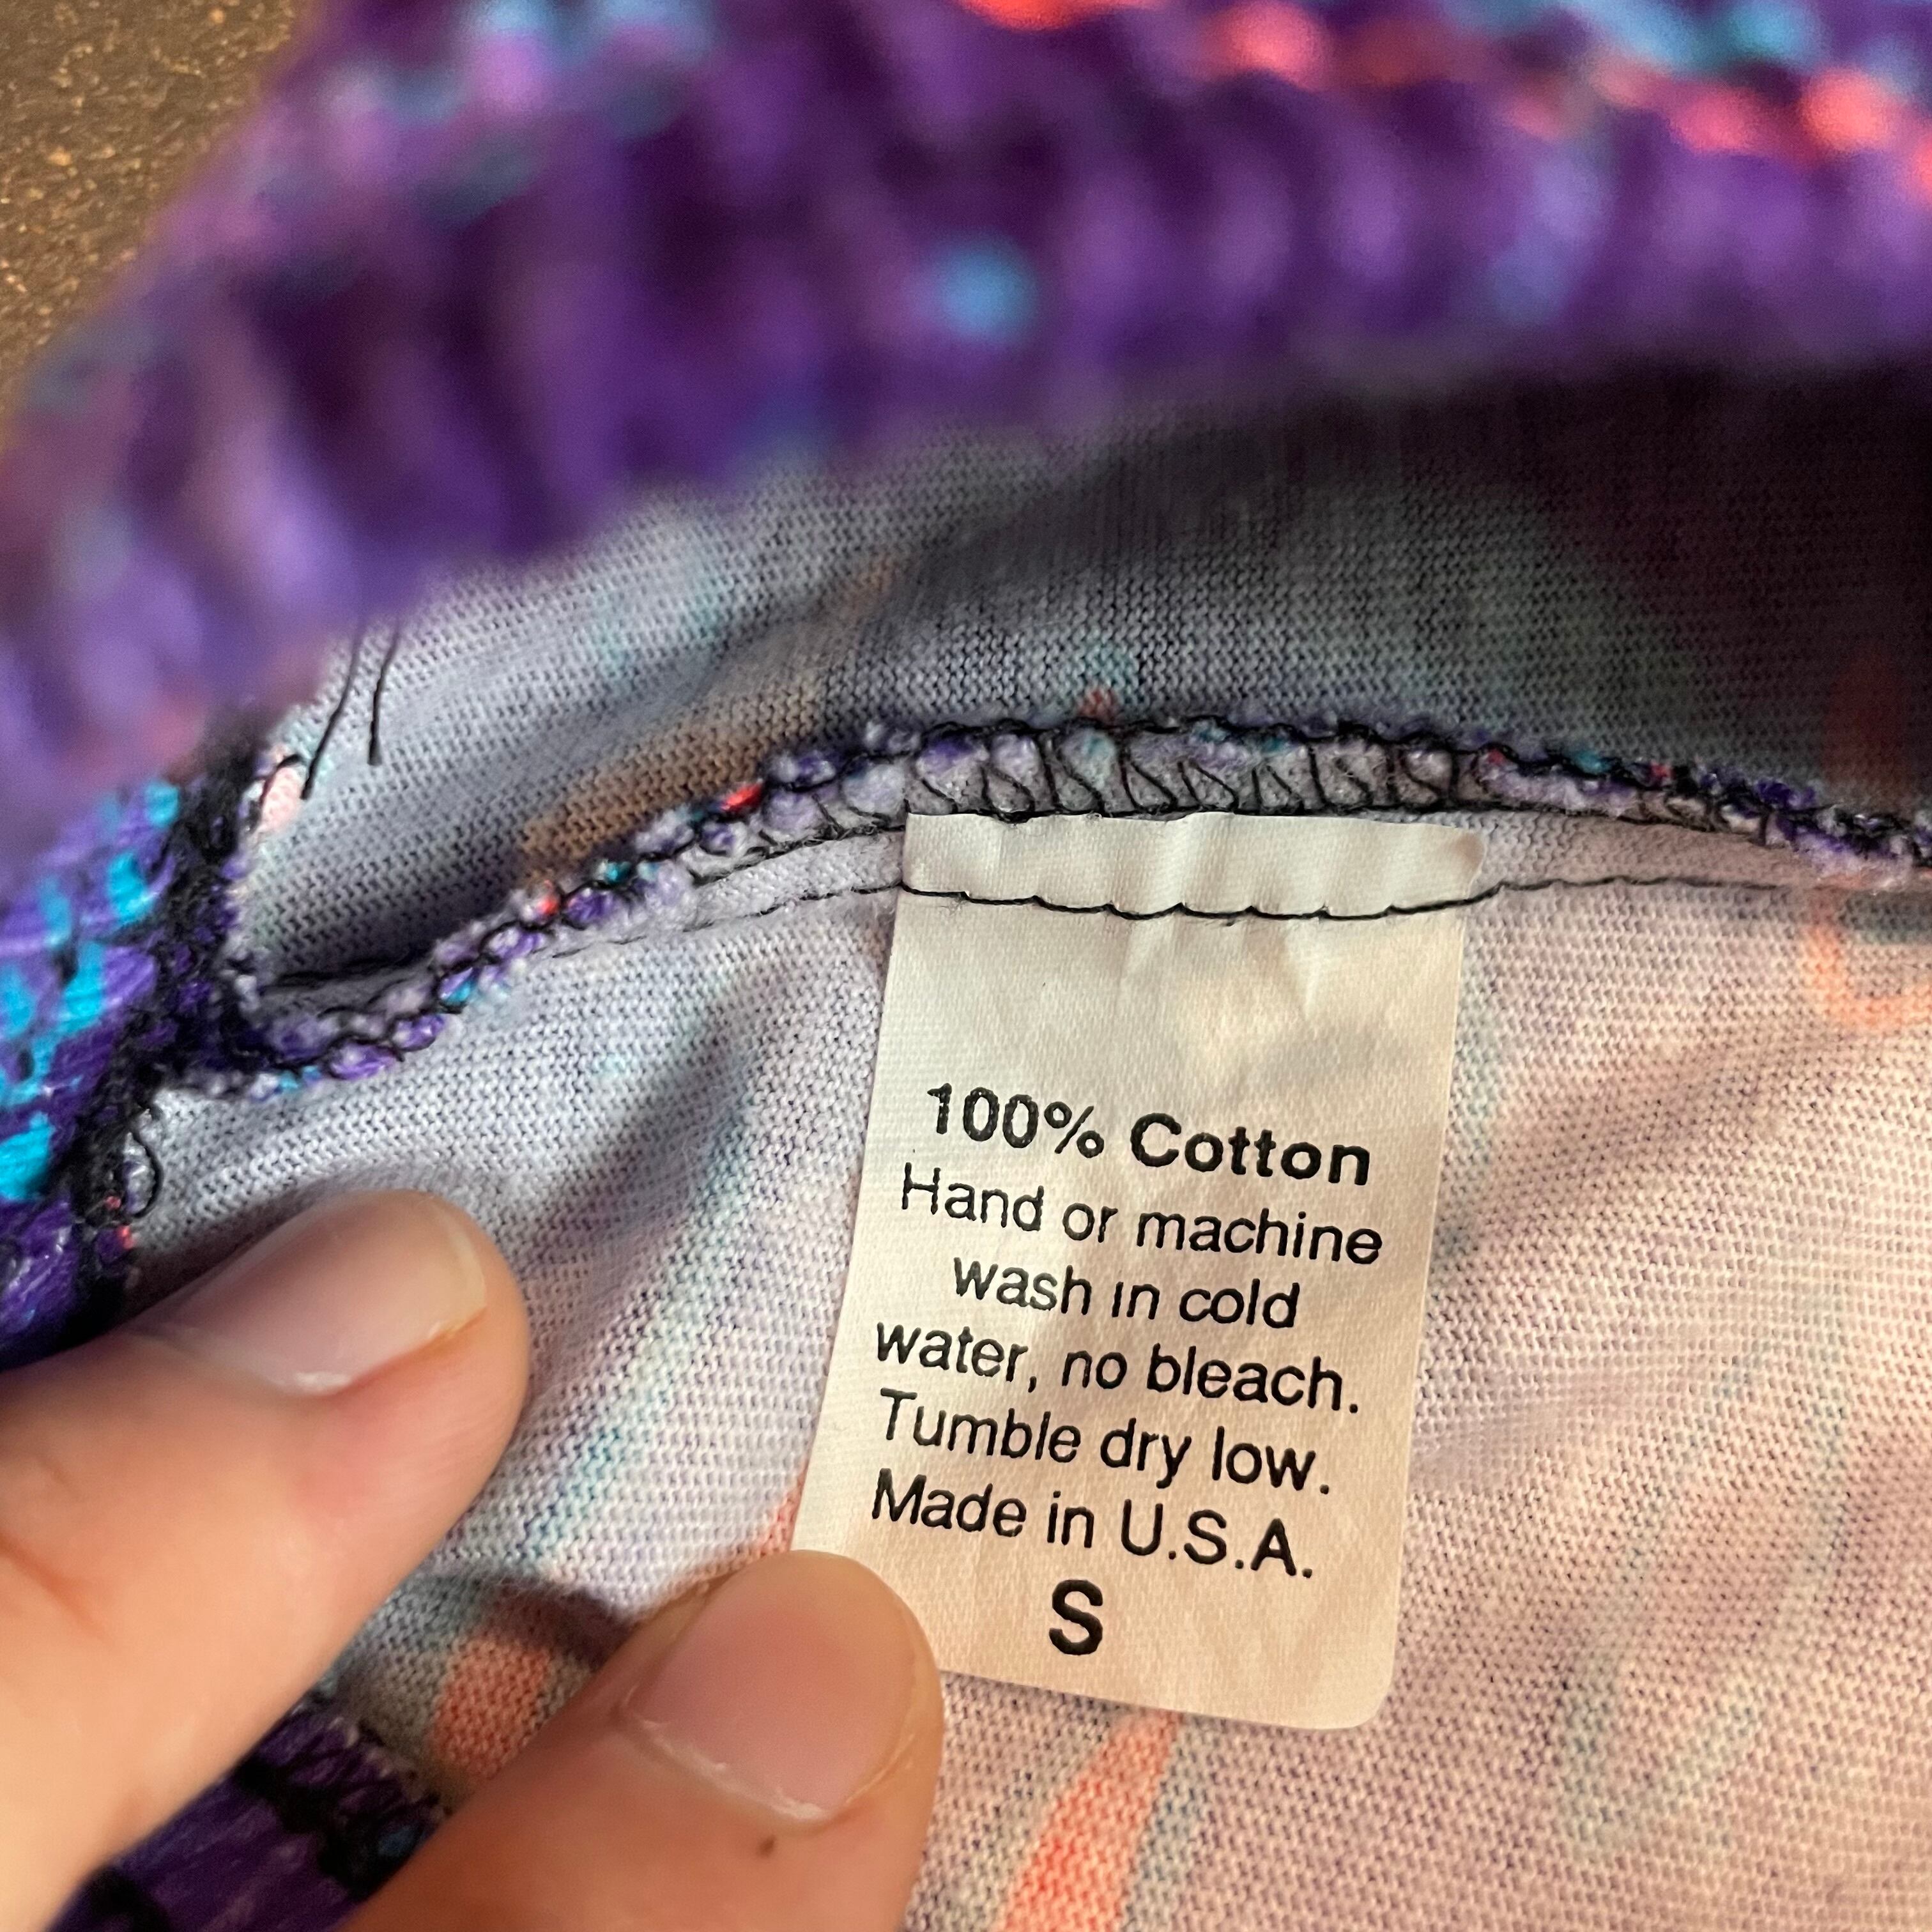 100% Cotton
Hand or machine
wash in cold
water, no bleach.
Tumble dry low.
Made in U.S.A.
S